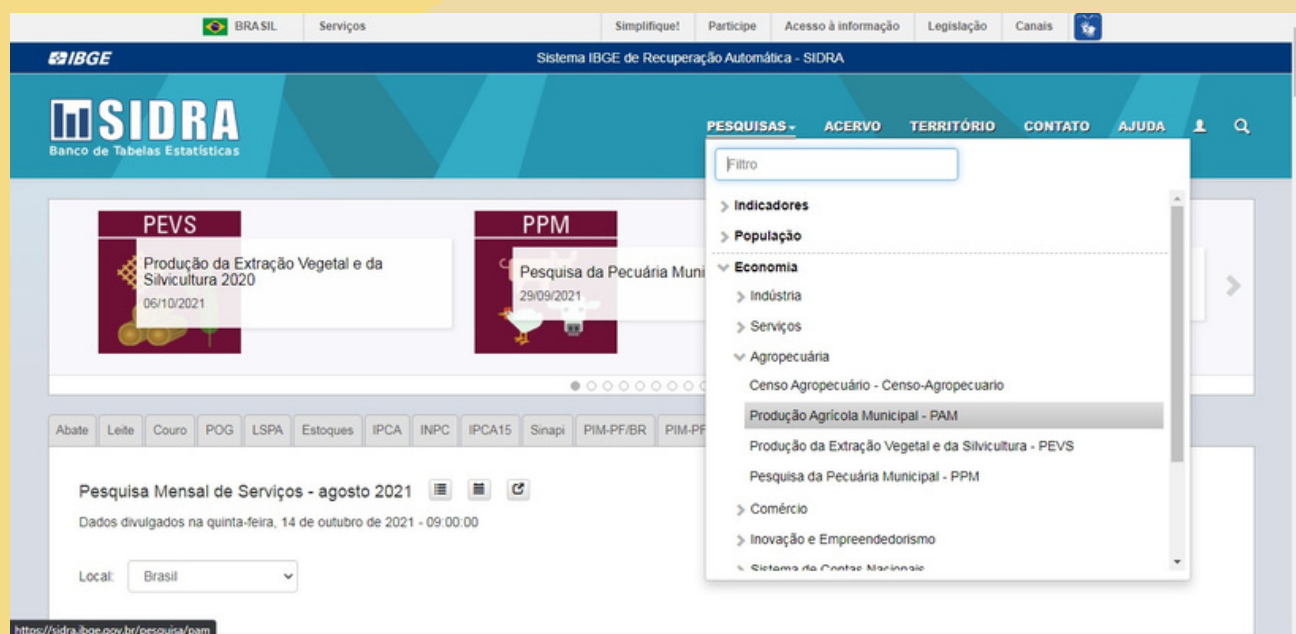 BRASIL Serviços Simplifique! Participe Acesso à informação Legislação Canais
IBGE
Sistema IBGE de Recuperação Automática - SIDRA
SIDRA
Banco de Tabelas Estatísticas
PESQUISAS ACERVO TERRITÓRIO CONTATO AJUDA
Filtro
Indicadores
População
Economia
Indústria
Serviços
Agropecuária
Censo Agropecuário - Censo-Agropecuario
Produção Agrícola Municipal - PAM
Produção da Extração Vegetal e da Silvicultura - PEVS
Pesquisa da Pecuária Municipal - PPM
Comércio
Inovação e Empreendedorismo
Sistema de Contas Nacionais
PEVS
Produção da Extração Vegetal e da
Silvicultura 2020
06/10/2021
PPM
Pesquisa da Pecuária Muni
29/09/2021
Abate Leite Couro POG LSPA Estoques IPCA INPC IPCA15 Sinapi PIM-PF/BR PIM-PF
Pesquisa Mensal de Serviços - agosto 2021
Dados divulgados na quinta-feira, 14 de outubro de 2021 - 09:00:00
Local: Brasil
https://sidra.ibge.gov.br/pesquisa/pam